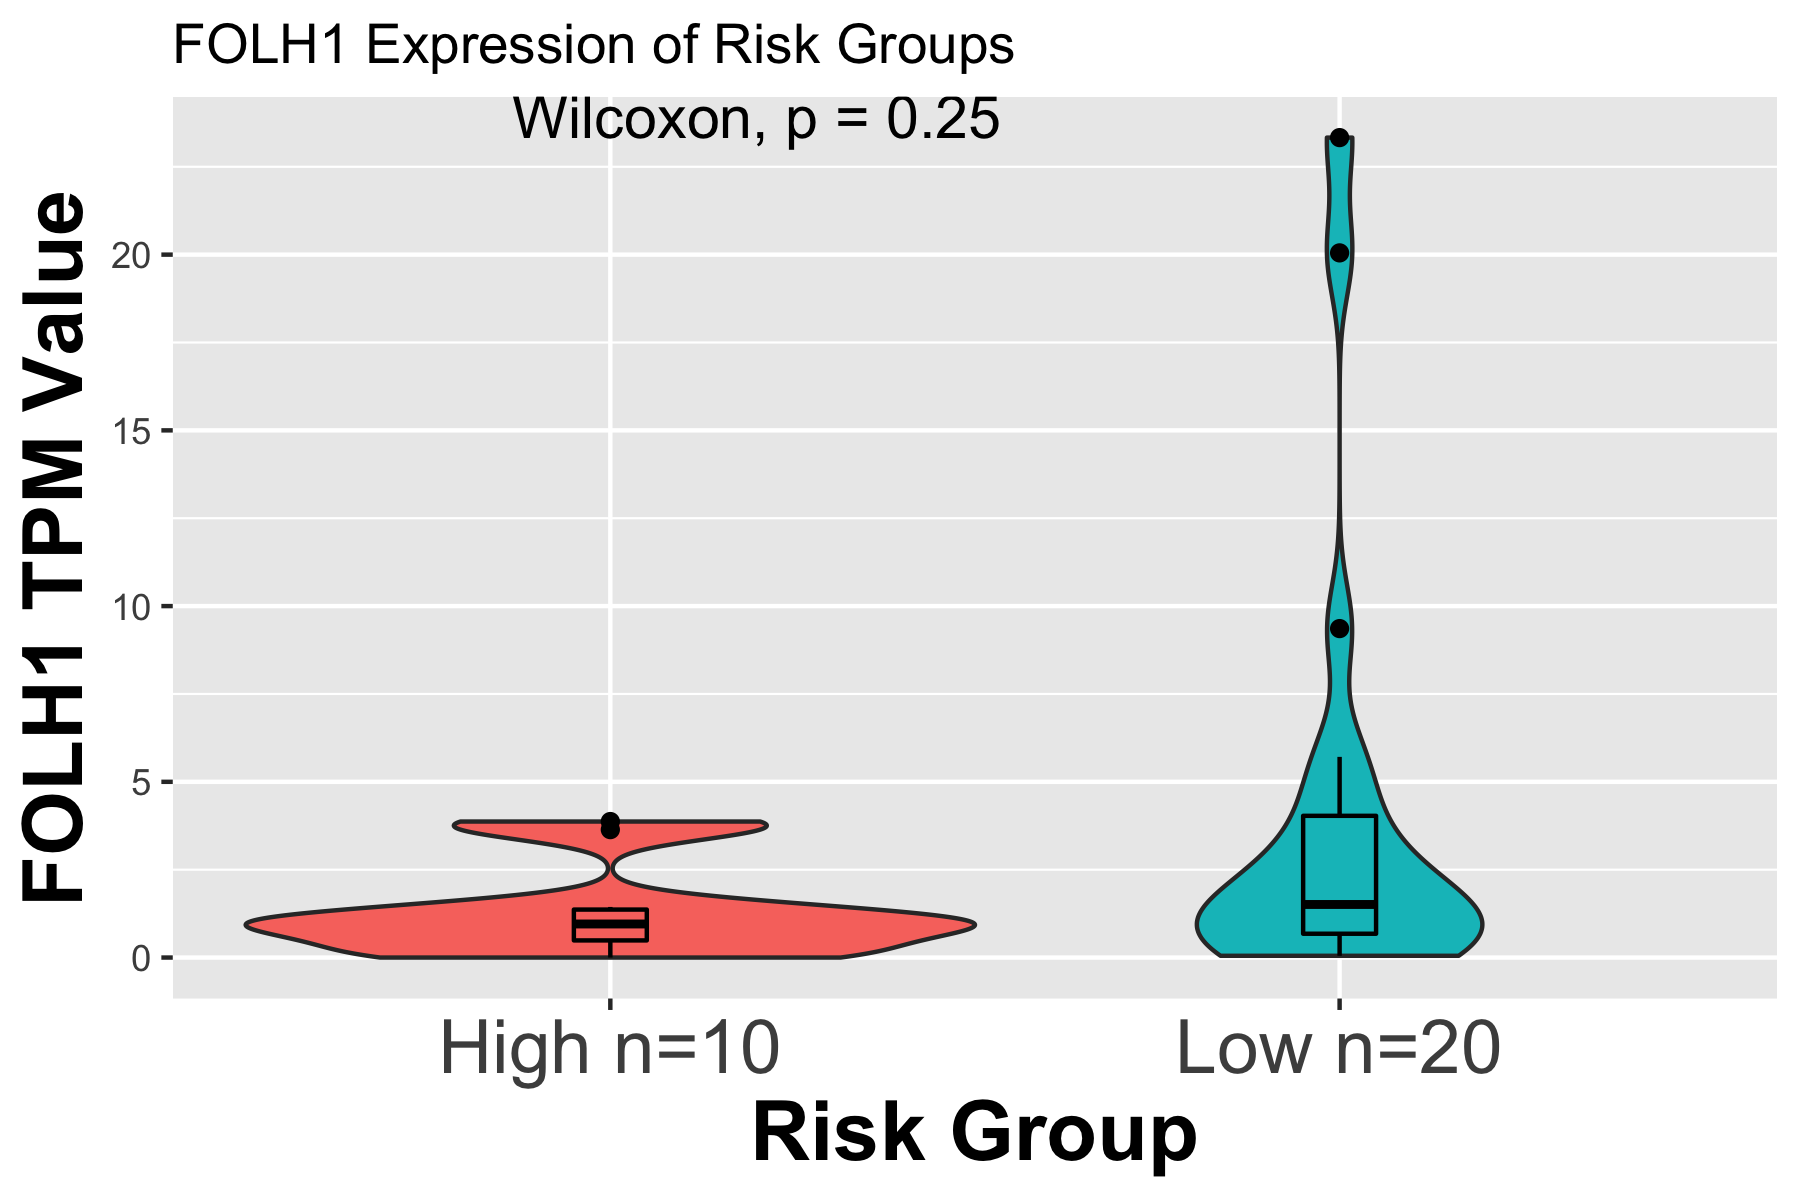 FOLH1 Expression of Risk Groups
Wilcoxon, p = 0.25
FOLH1 TPM Value
20
15
10
5
0
High n=10
Low n=20
Risk Group